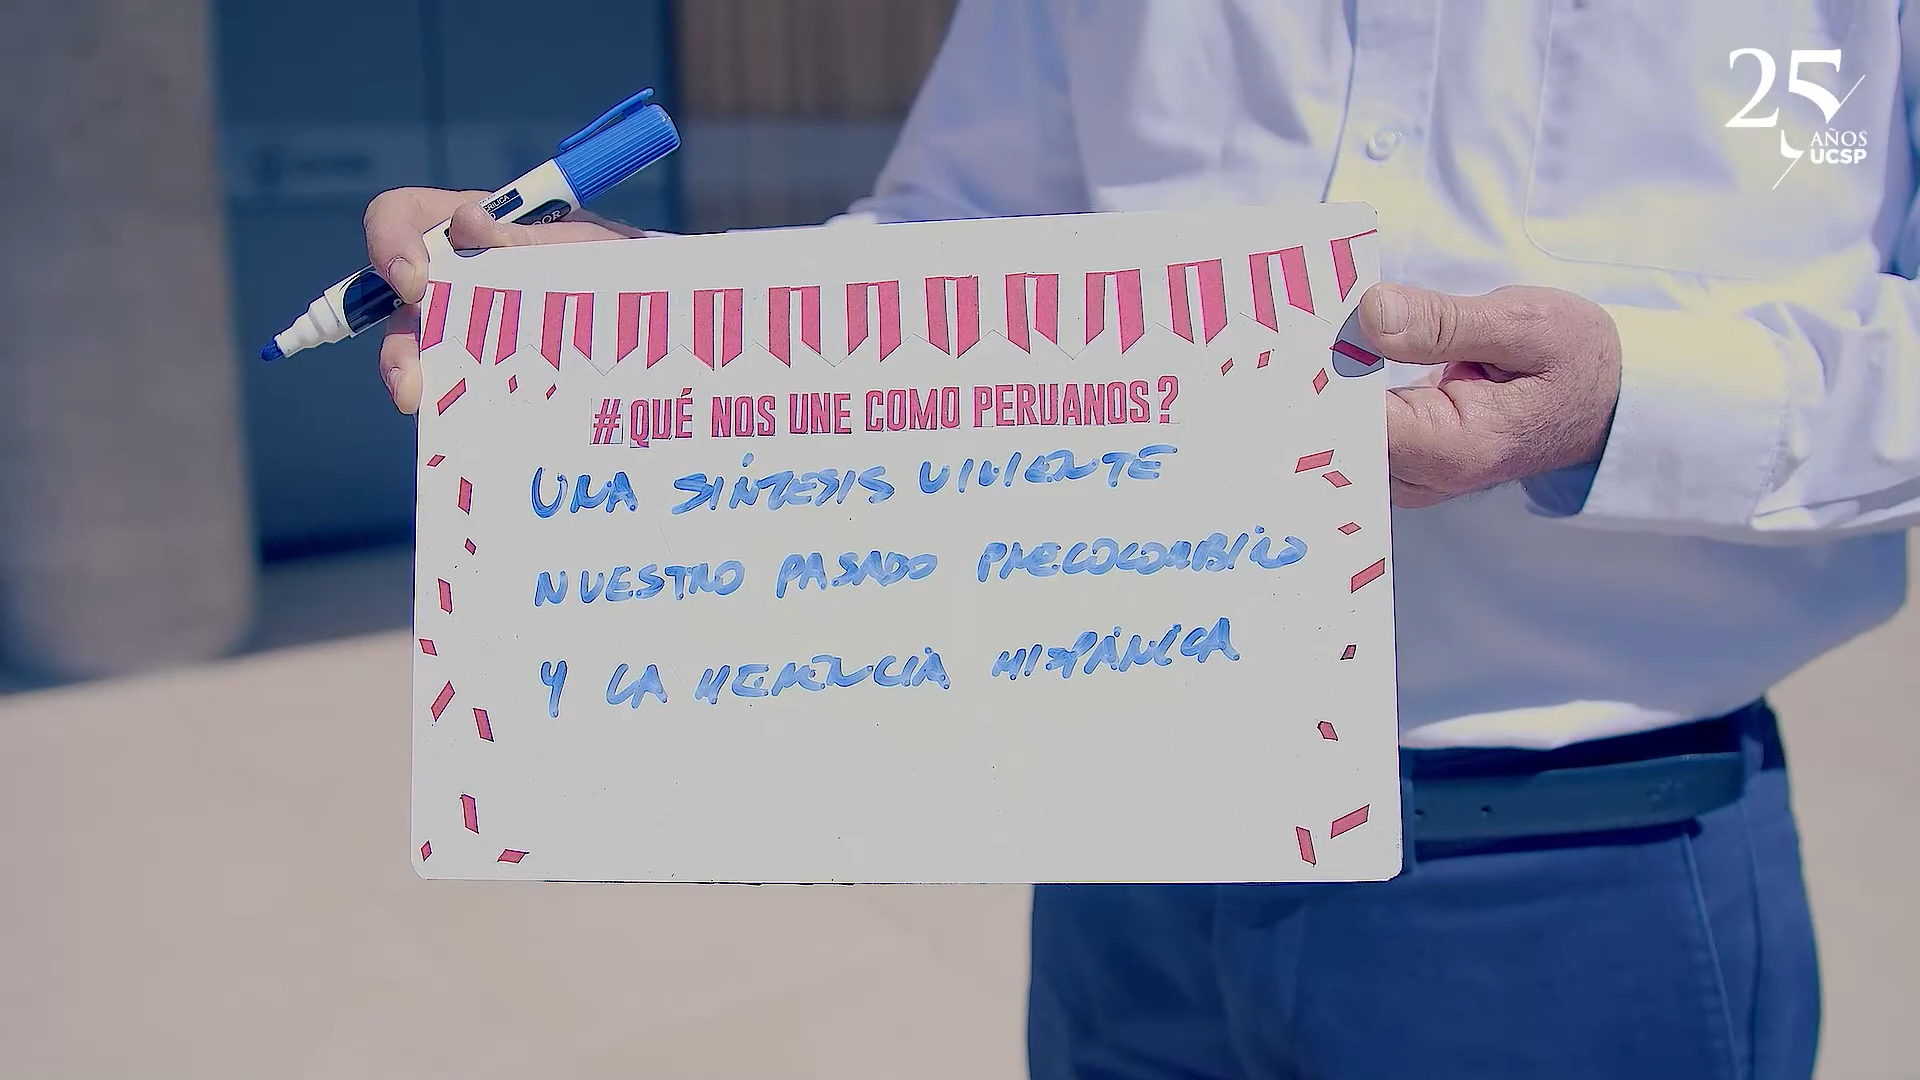 25
AÑOS
UCSP
#QUÉ NOS UNE COMO PERUANOS?
UNA SÍNTESIS VIVIENTE
NUESTRO PASADO PRECOLOMBINO
Y LA HERENCIA HISPÁNICA